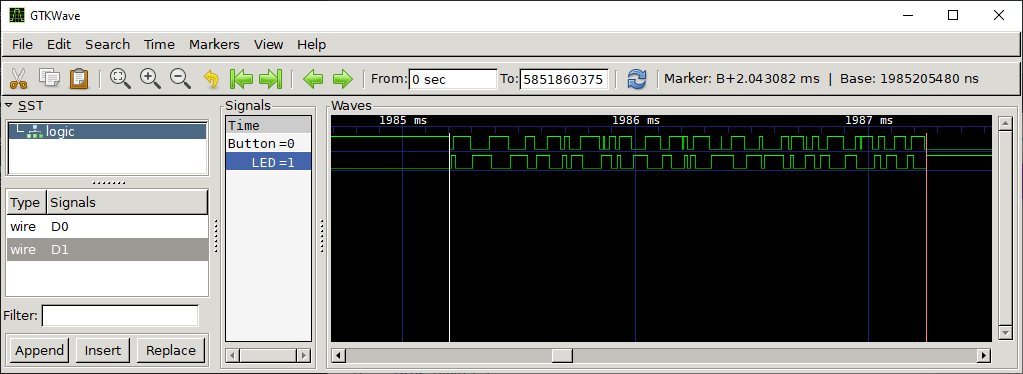 GTKWave
File Edit Search Time Markers View Help
From: 0 sec To: 5851860375 Marker: B+2.043082 ms | Base: 1985205480 ns
SST
logic
Type Signals
wire D0
wire D1
Filter:
Append Insert Replace
Signals
Time
Button=0
LED=1
Waves
1985 ms 1986 ms 1987 ms